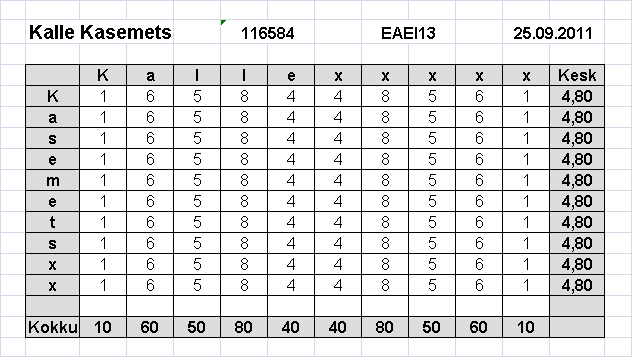 Kalle Kasemets 116584 EAEI13 25.09.2011
K a l l e x x x x x Kesk
K 1 6 5 8 4 4 8 5 6 1 4,80
a 1 6 5 8 4 4 8 5 6 1 4,80
s 1 6 5 8 4 4 8 5 6 1 4,80
e 1 6 5 8 4 4 8 5 6 1 4,80
m 1 6 5 8 4 4 8 5 6 1 4,80
e 1 6 5 8 4 4 8 5 6 1 4,80
t 1 6 5 8 4 4 8 5 6 1 4,80
s 1 6 5 8 4 4 8 5 6 1 4,80
x 1 6 5 8 4 4 8 5 6 1 4,80
x 1 6 5 8 4 4 8 5 6 1 4,80
Kokku 10 60 50 80 40 40 80 50 60 10